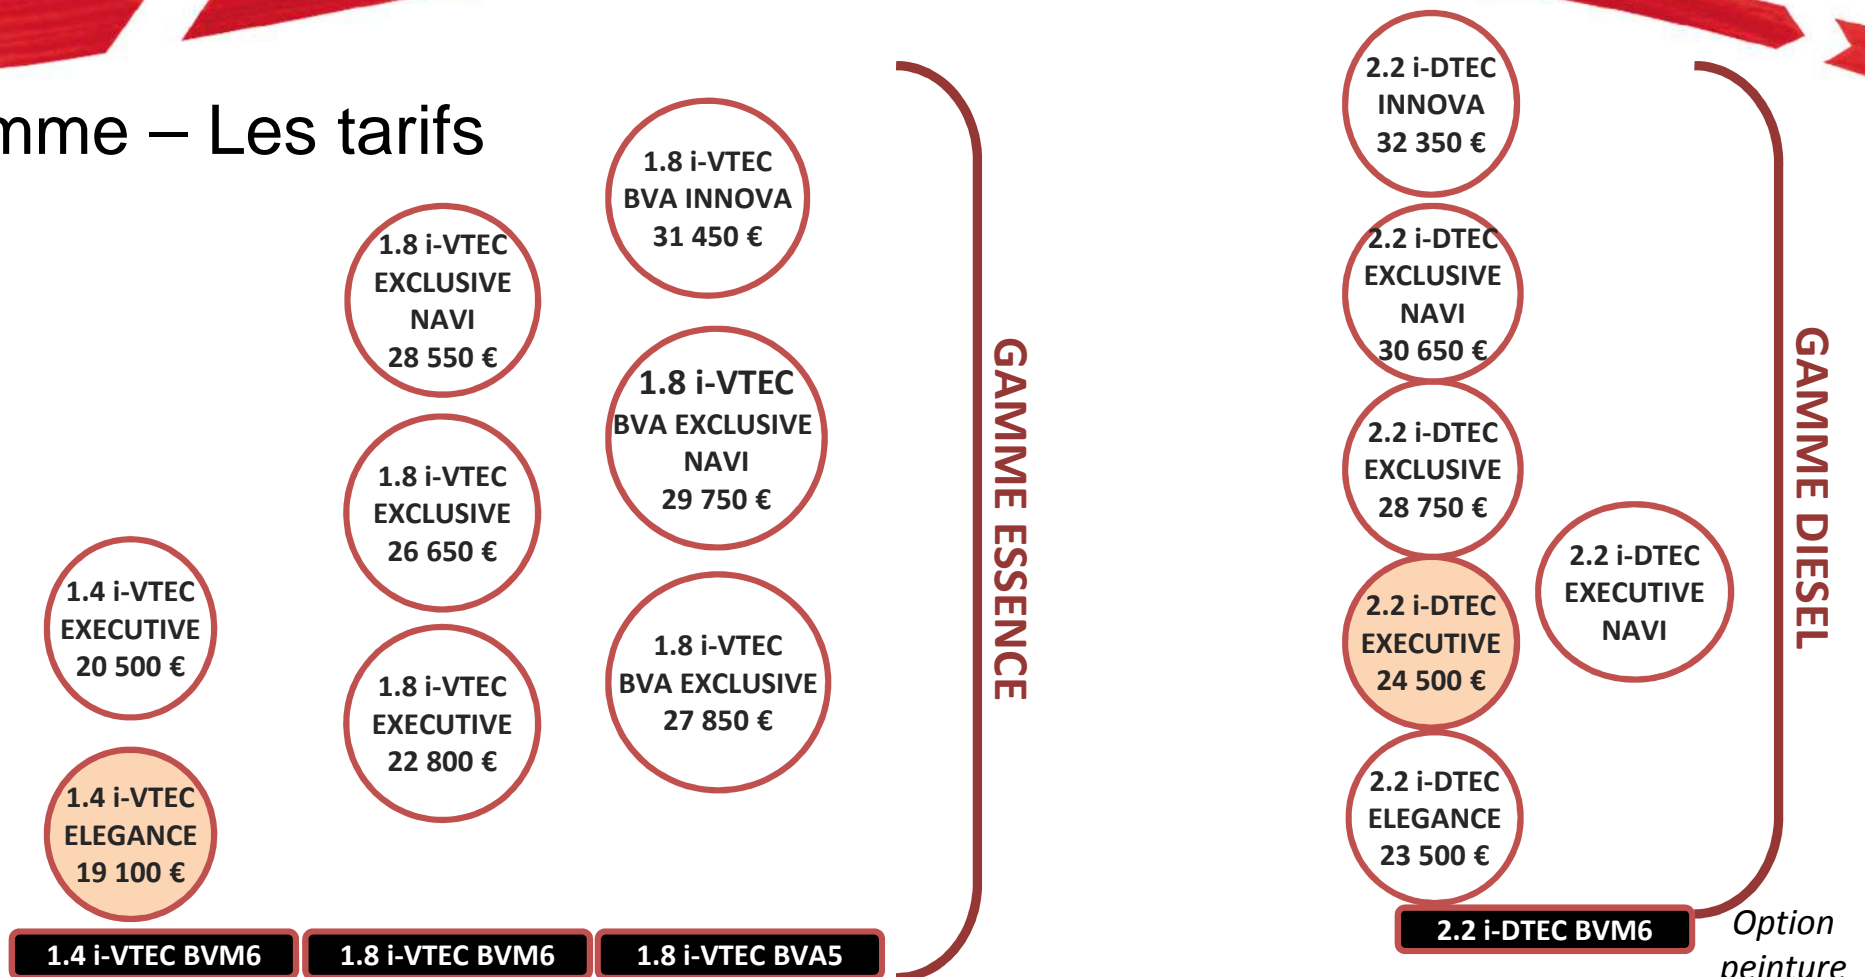 mme – Les tarifs
1.4 i-VTEC
EXECUTIVE
20 500 €
1.4 i-VTEC
ELEGANCE
19 100 €
1.4 i-VTEC BVM6
1.8 i-VTEC
EXCLUSIVE
NAVI
28 550 €
1.8 i-VTEC
EXCLUSIVE
26 650 €
1.8 i-VTEC
EXECUTIVE
22 800 €
1.8 i-VTEC BVM6
1.8 i-VTEC
BVA INNOVA
31 450 €
1.8 i-VTEC
BVA EXCLUSIVE
NAVI
29 750 €
1.8 i-VTEC
BVA EXCLUSIVE
27 850 €
1.8 i-VTEC BVA5
GAMME ESSENCE
2.2 i-DTEC
INNOVA
32 350 €
2.2 i-DTEC
EXCLUSIVE
NAVI
30 650 €
2.2 i-DTEC
EXCLUSIVE
28 750 €
2.2 i-DTEC
EXECUTIVE
24 500 €
2.2 i-DTEC
ELEGANCE
23 500 €
2.2 i-DTEC BVM6
2.2 i-DTEC
EXECUTIVE
NAVI
GAMME DIESEL
Option
peinture